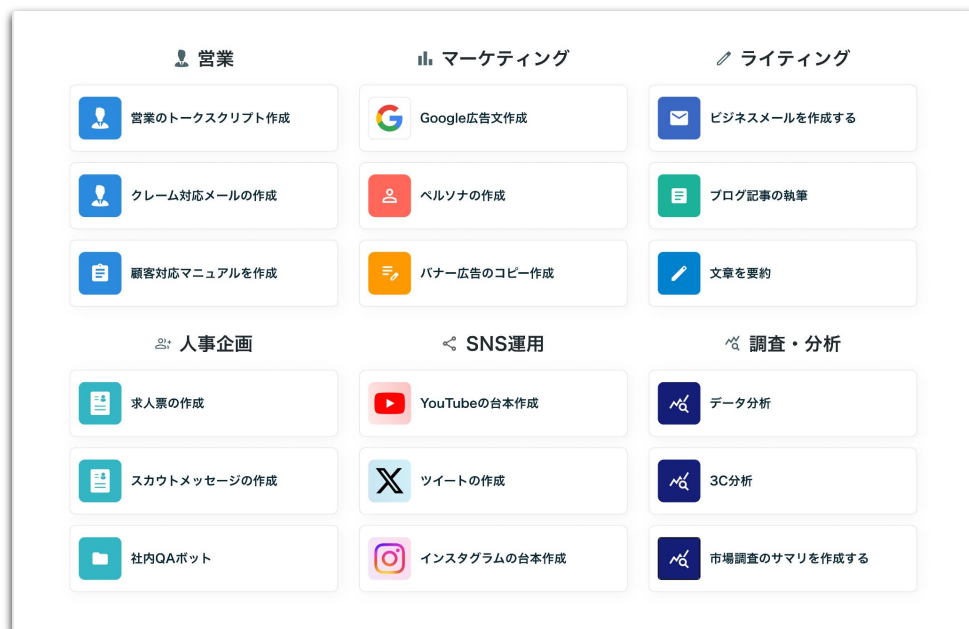 営業
営業のトークスクリプト作成
クレーム対応メールの作成
顧客対応マニュアルを作成
マーケティング
Google広告文作成
ペルソナの作成
バナー広告のコピー作成
ライティング
ビジネスメールを作成する
ブログ記事の執筆
文章を要約
人事企画
求人票の作成
スカウトメッセージの作成
社内QAボット
SNS運用
YouTubeの台本作成
ツイートの作成
インスタグラムの台本作成
調査・分析
データ分析
3C分析
市場調査のサマリを作成する